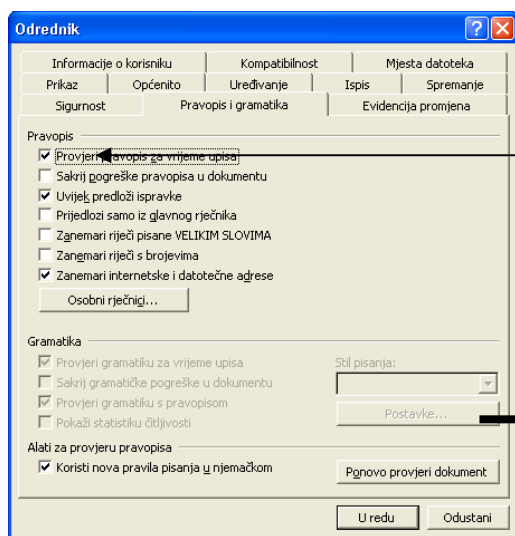 Odrednik
Informacije o korisniku Kompatibilnost Mjesta datoteka
Prikaz Općenito Uređivanje Ispis Spremanje
Sigurnost Pravopis i gramatika Evidencija promjena
Pravopis
Provjeri pravopis za vrijeme upisa
Sakrij pogreške pravopisa u dokumentu
Uvijek predloži ispravke
Prijedlozi samo iz glavnog rječnika
Zanemari riječi pisane VELIKIM SLOVIMA
Zanemari riječi s brojevima
Zanemari internetske i datotečne adrese
Osobni rječnici...
Gramatika
Provjeri gramatiku za vrijeme upisa Stil pisanja:
Sakrij gramatičke pogreške u dokumentu
Provjeri gramatiku s pravopisom
Pokaži statistiku čitljivosti Postavke...
Alati za provjeru pravopisa
Koristi nova pravila pisanja u njemačkom Ponovo provjeri dokument
U redu Odustani